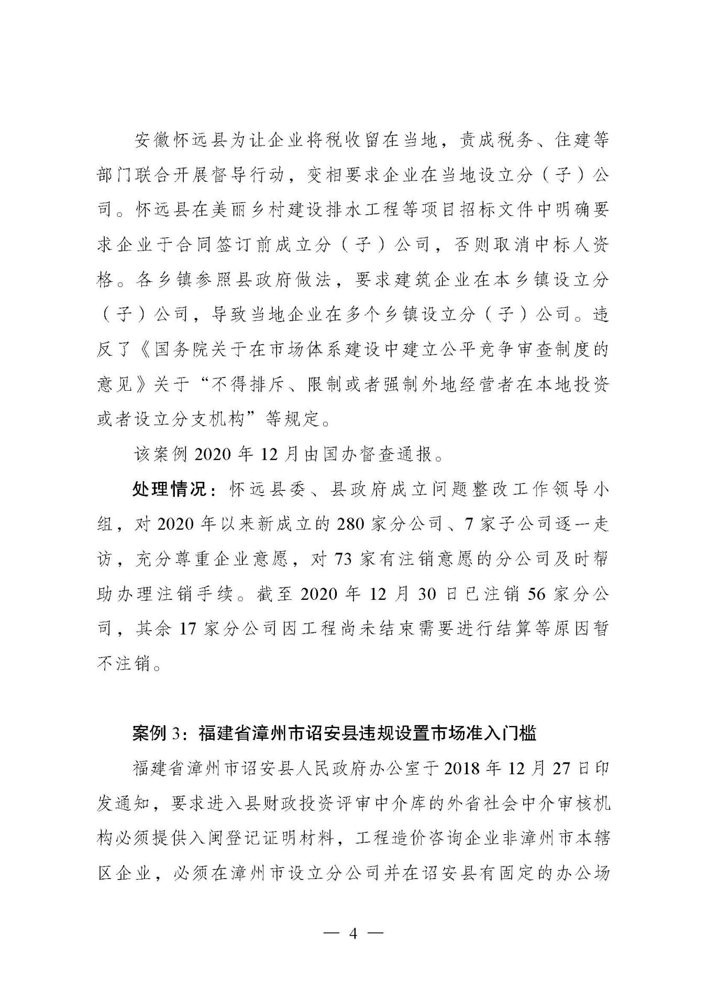 安徽怀远县为让企业将税收留在当地，责成税务、住建等
部门联合开展督导行动，变相要求企业在当地设立分（子）公
司。怀远县在美丽乡村建设排水工程等项目招标文件中明确要
求企业于合同签订前成立分（子）公司，否则取消中标人资
格。各乡镇参照县政府做法，要求建筑企业在本乡镇设立分
（子）公司，导致当地企业在多个乡镇设立分（子）公司。违
反了《国务院关于在市场体系建设中建立公平竞争审查制度的
意见》关于“不得排斥、限制或者强制外地经营者在本地投资
或者设立分支机构”等规定。
该案例 2020 年 12 月由国办督查通报。
处理情况：怀远县委、县政府成立问题整改工作领导小
组，对 2020 年以来新成立的 280 家分公司、7 家子公司逐一走
访，充分尊重企业意愿，对 73 家有注销意愿的分公司及时帮
助办理注销手续。截至 2020 年 12 月 30 日已注销 56 家分公
司，其余 17 家分公司因工程尚未结束需要进行结算等原因暂
不注销。
案例 3：福建省漳州市诏安县违规设置市场准入门槛
福建省漳州市诏安县人民政府办公室于 2018 年 12 月 27 日印
发通知，要求进入县财政投资评审中介库的外省社会中介审核机
构必须提供入闽登记证明材料，工程造价咨询企业非漳州市本辖
区企业，必须在漳州市设立分公司并在诏安县有固定的办公场
— 4 —